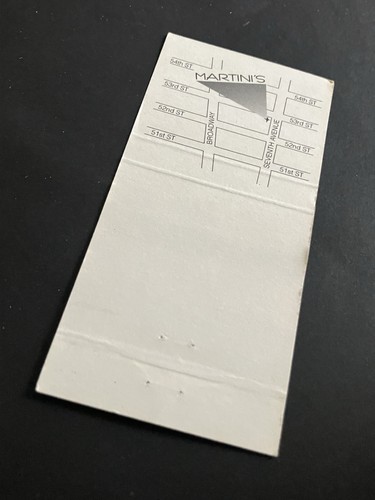 54th ST
MARTINI'S
53rd ST
54th ST
52nd ST
BROADWAY
SEVENTH AVENUE
53rd ST
51st ST
52nd ST
51st ST